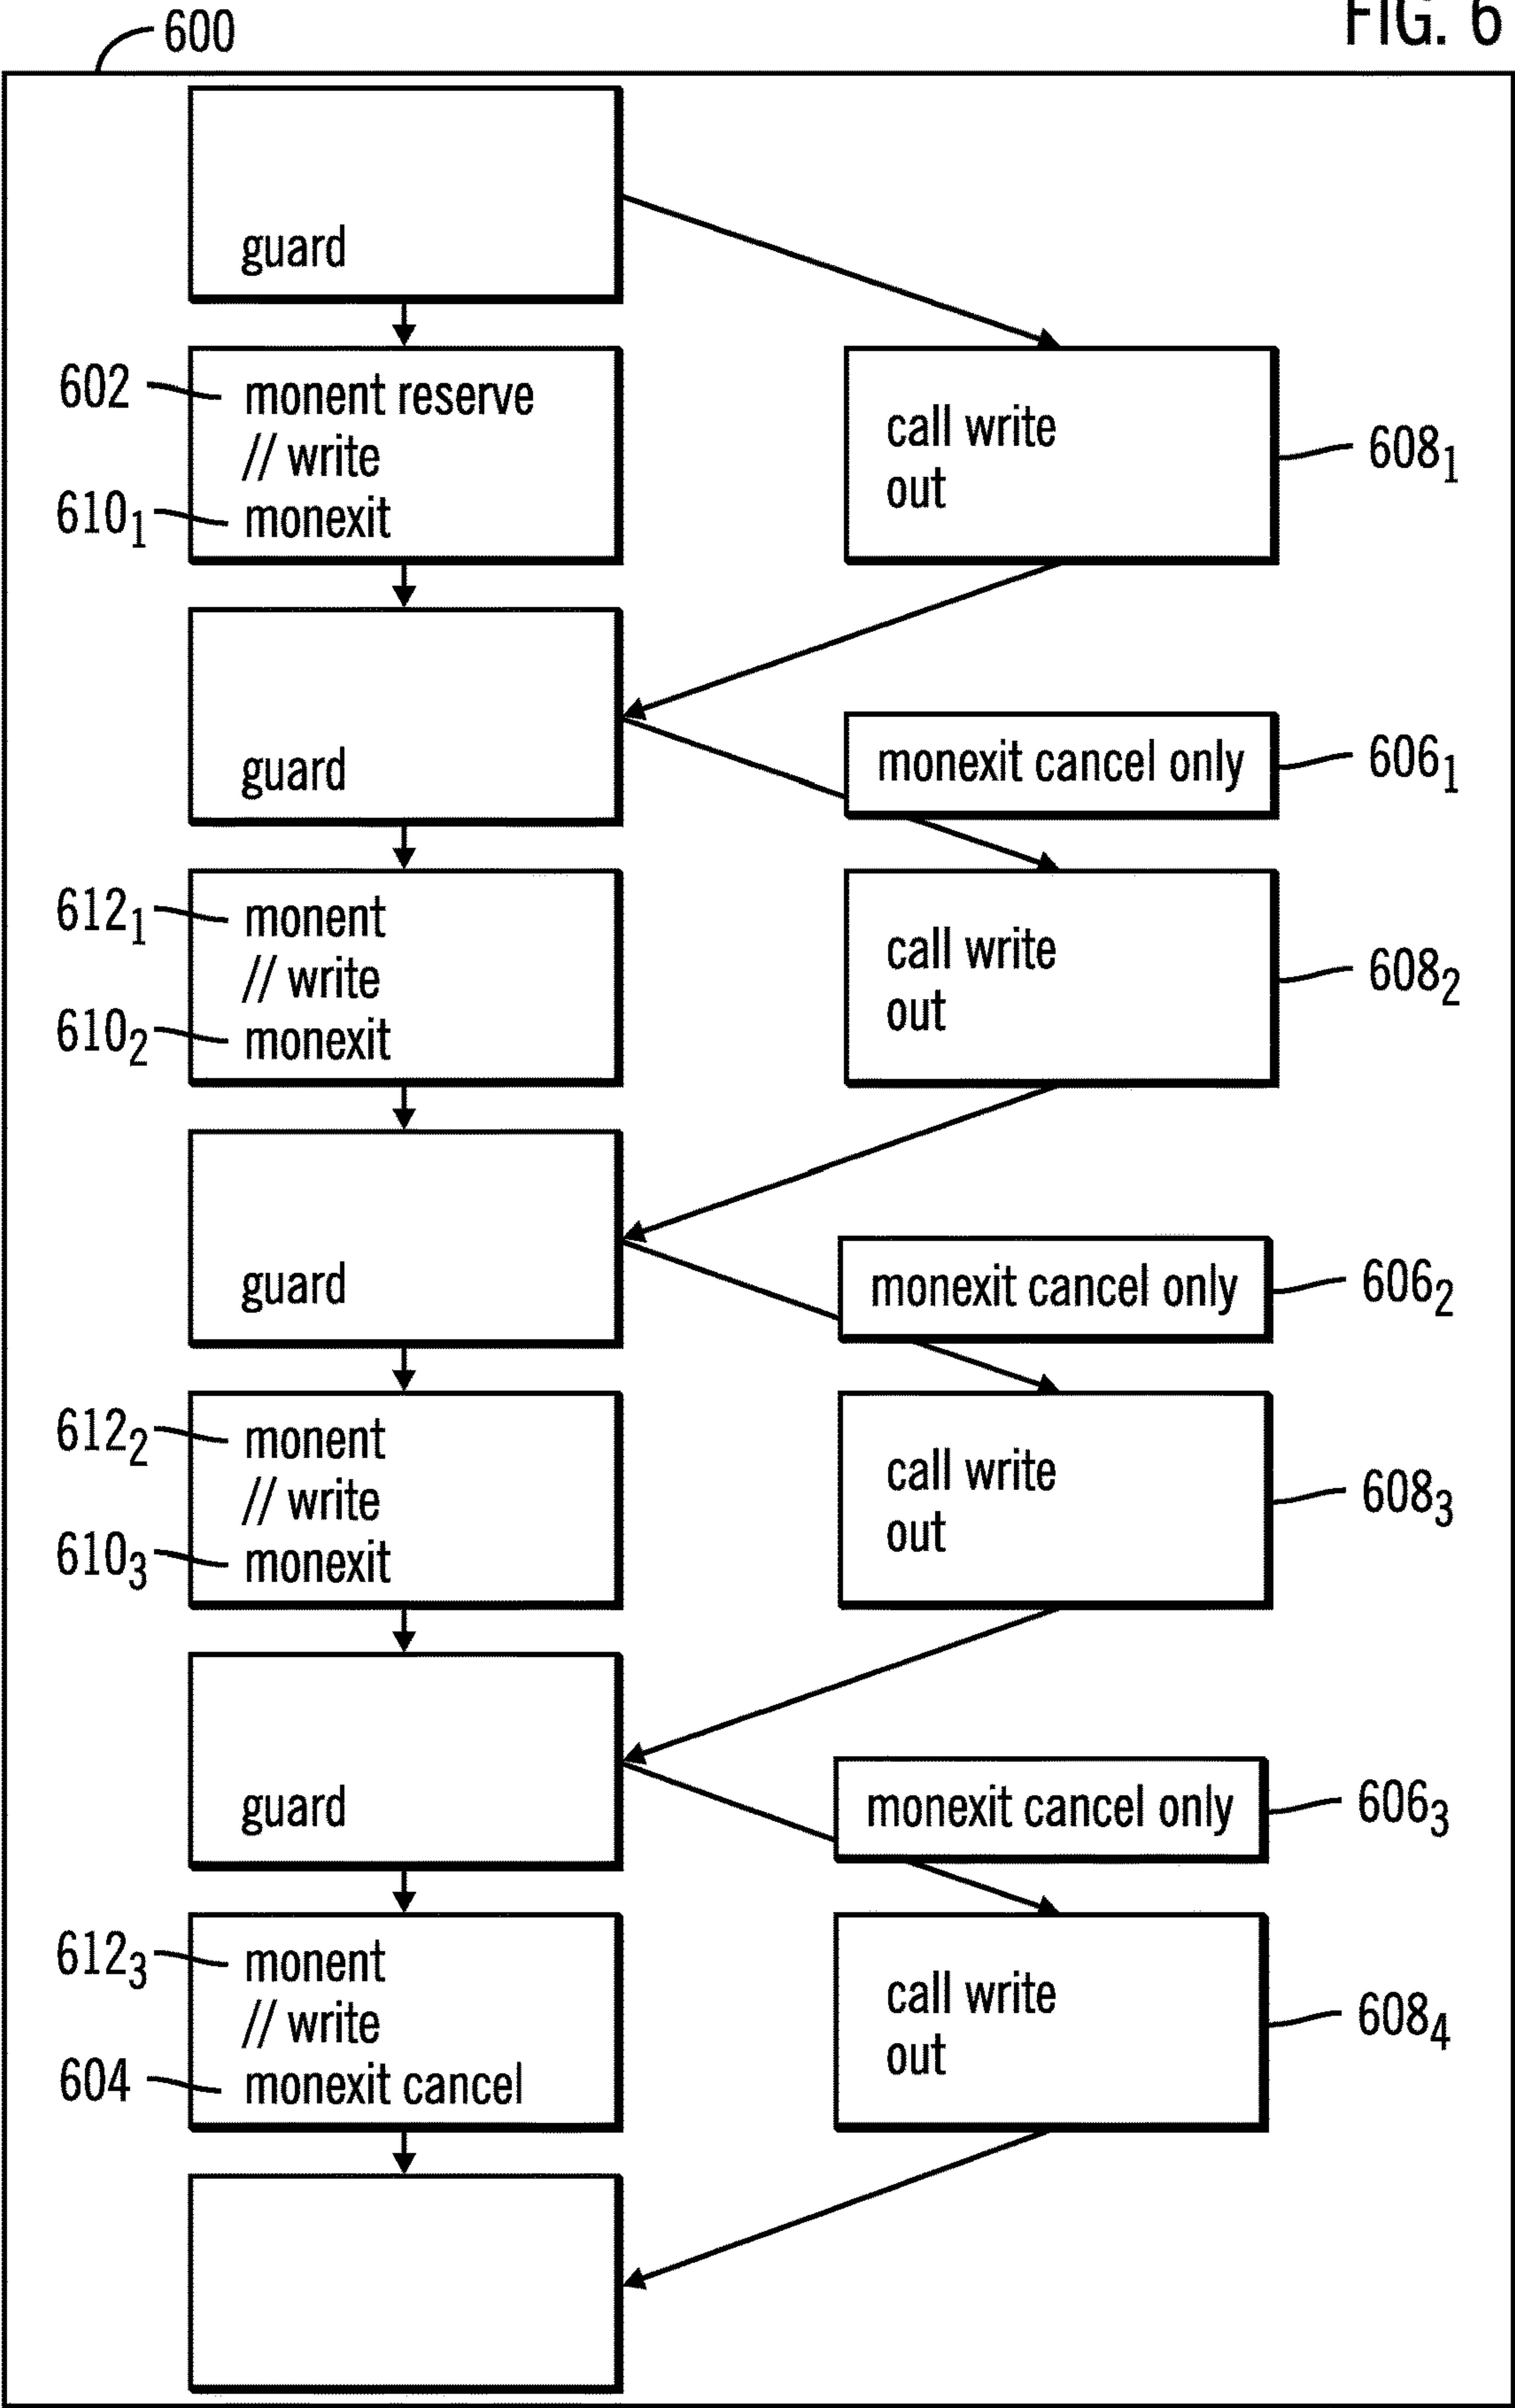 FIG. 6
600
guard
602
monent reserve
// write
610₁
monexit
call write
out
608₁
guard
monexit cancel only
606₁
612₁
monent
// write
610₂
monexit
call write
out
608₂
guard
monexit cancel only
606₂
612₂
monent
// write
610₃
monexit
call write
out
608₃
guard
monexit cancel only
606₃
612₃
monent
// write
604
monexit cancel
call write
out
608₄